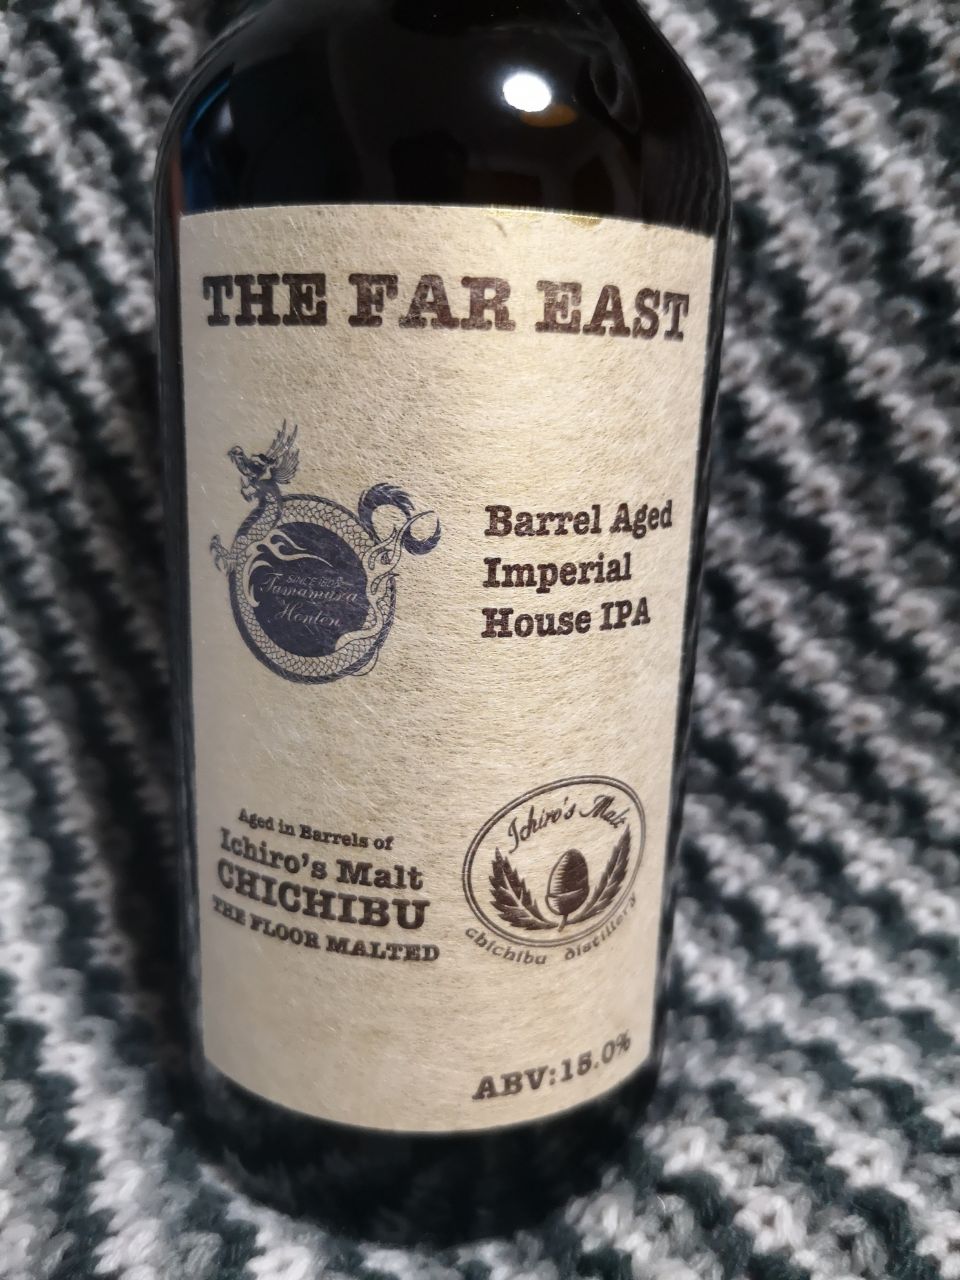 THE FAR EAST
SINCE 1805
Tamamura
Honten
Barrel Aged
Imperial
House IPA
Aged in Barrels of
Ichiro's Malt
CHICHIBU
THE FLOOR MALTED
Ichiro's Malt
chichibu distillery
ABV:15.0%